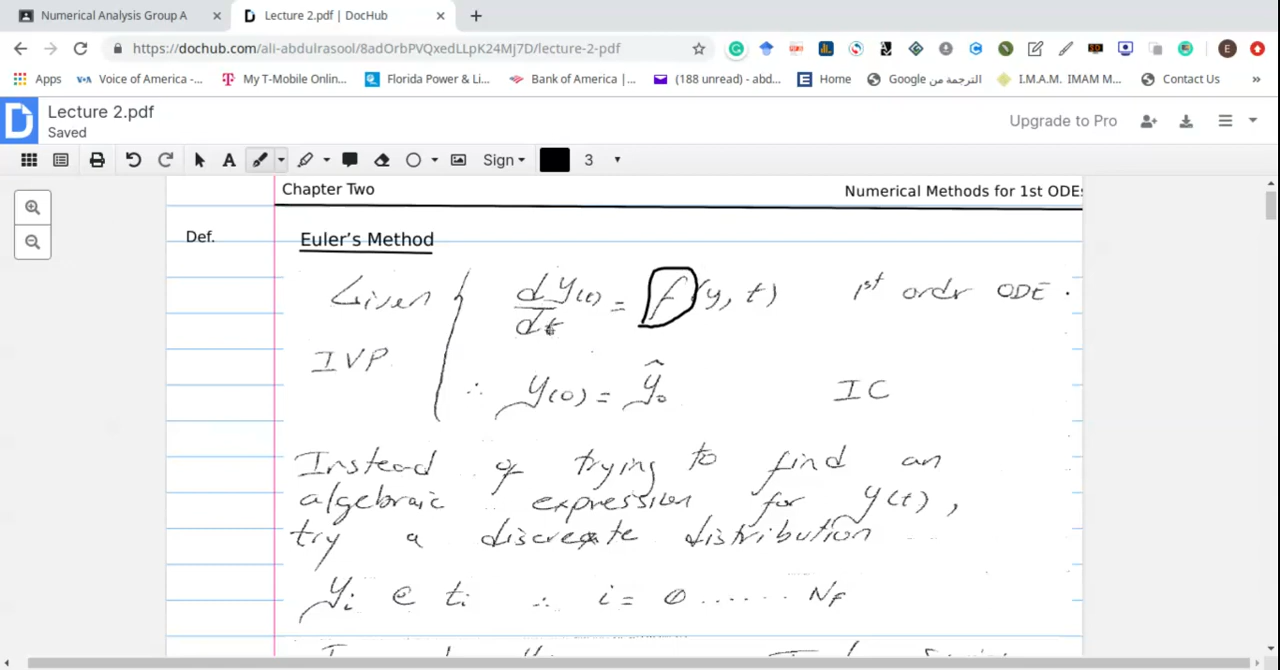 Numerical Analysis Group A
Lecture 2.pdf | DocHub
https://dochub.com/ali-abdulrasool/8adOrbPVQxedLLpK24Mj7D/lecture-2-pdf
Apps
Voice of America -...
My T-Mobile Onlin...
Florida Power & Li...
Bank of America |...
(188 unread) - abd...
Home
الترجمة من Google
I.M.A.M. IMAM M...
Contact Us
»
Lecture 2.pdf
Saved
Upgrade to Pro
A
Sign
3
Chapter Two
Numerical Methods for 1st ODEs
Def.
Euler's Method
Given { dy(t)/dt = f(y, t) 1st ordr ODE .
IVP
∴ y(0) = ŷ₀ IC
Instead of trying to find an
algebraic expression for y(t),
try a discreate distribution
yᵢ @ tᵢ ∴ i = 0 ...... N_F